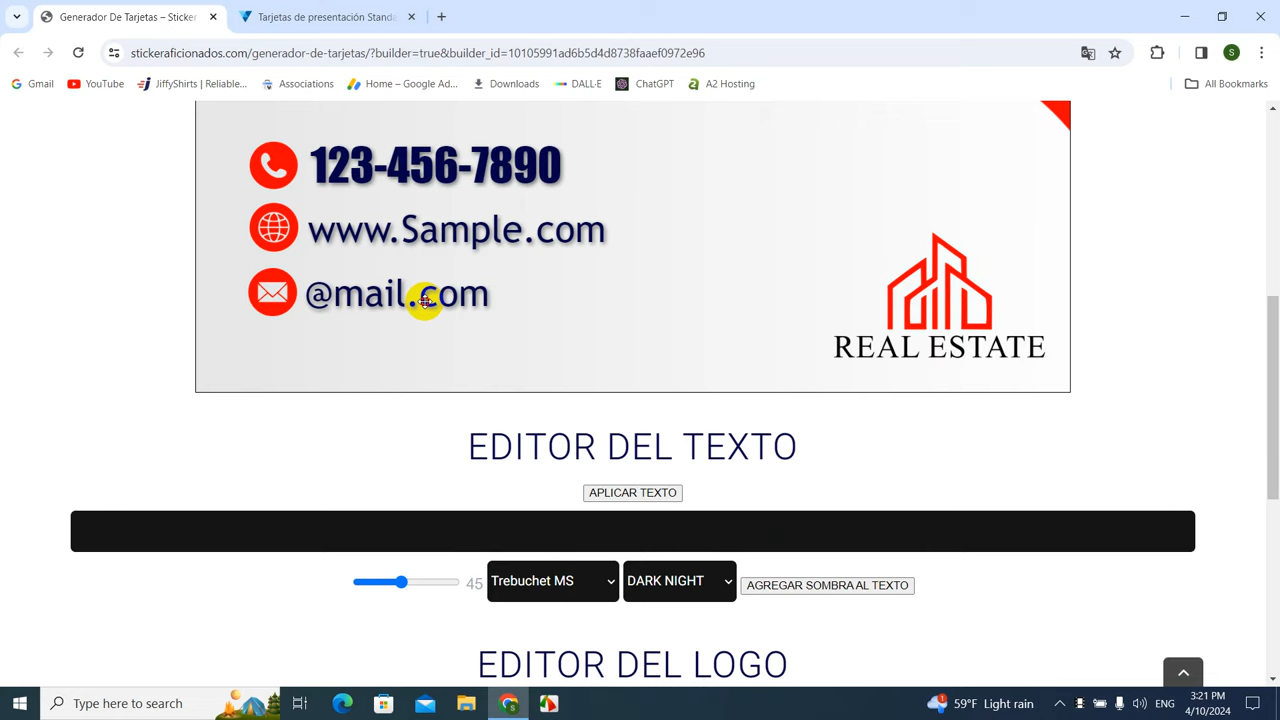 Generador De Tarjetas – Sticker
Tarjetas de presentación Stand
stickeraficionados.com/generador-de-tarjetas/?builder=true&builder_id=10105991ad6b5d4d8738faaef0972e96
S
Gmail
YouTube
JiffyShirts | Reliable...
Associations
Home – Google Ad...
Downloads
DALL·E
ChatGPT
A2 Hosting
All Bookmarks
123-456-7890
www.Sample.com
@mail.com
REAL ESTATE
EDITOR DEL TEXTO
APLICAR TEXTO
45
Trebuchet MS
DARK NIGHT
AGREGAR SOMBRA AL TEXTO
EDITOR DEL LOGO
Type here to search
59°F Light rain
ENG
3:21 PM
4/10/2024